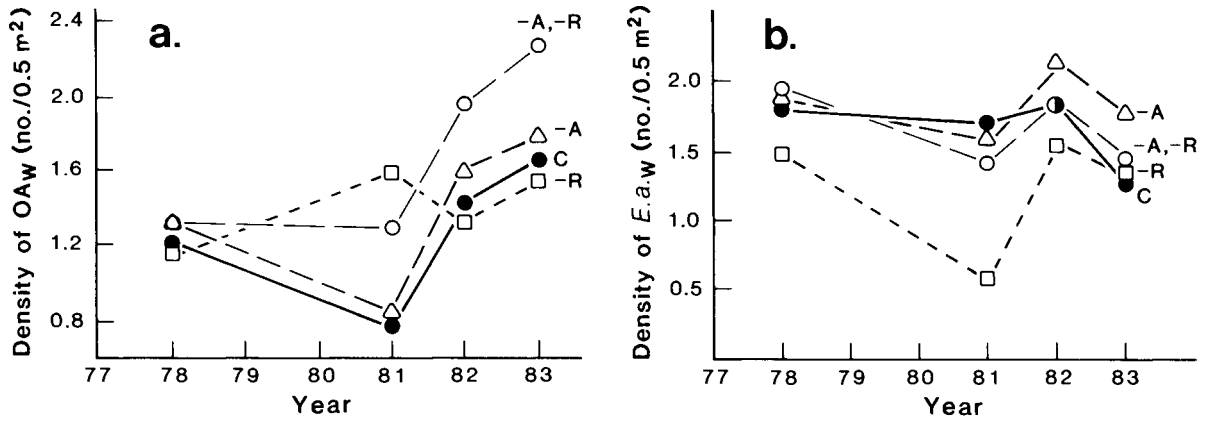 a.
Density of OAW (no./0.5 m²)
2.4
2.0
1.6
1.2
0.8
-A,-R
-A
C
-R
77 78 79 80 81 82 83
Year
b.
Density of E.a.W (no./0.5 m²)
2.0
1.5
1.0
0.5
-A
-A,-R
-R
C
77 78 79 80 81 82 83
Year